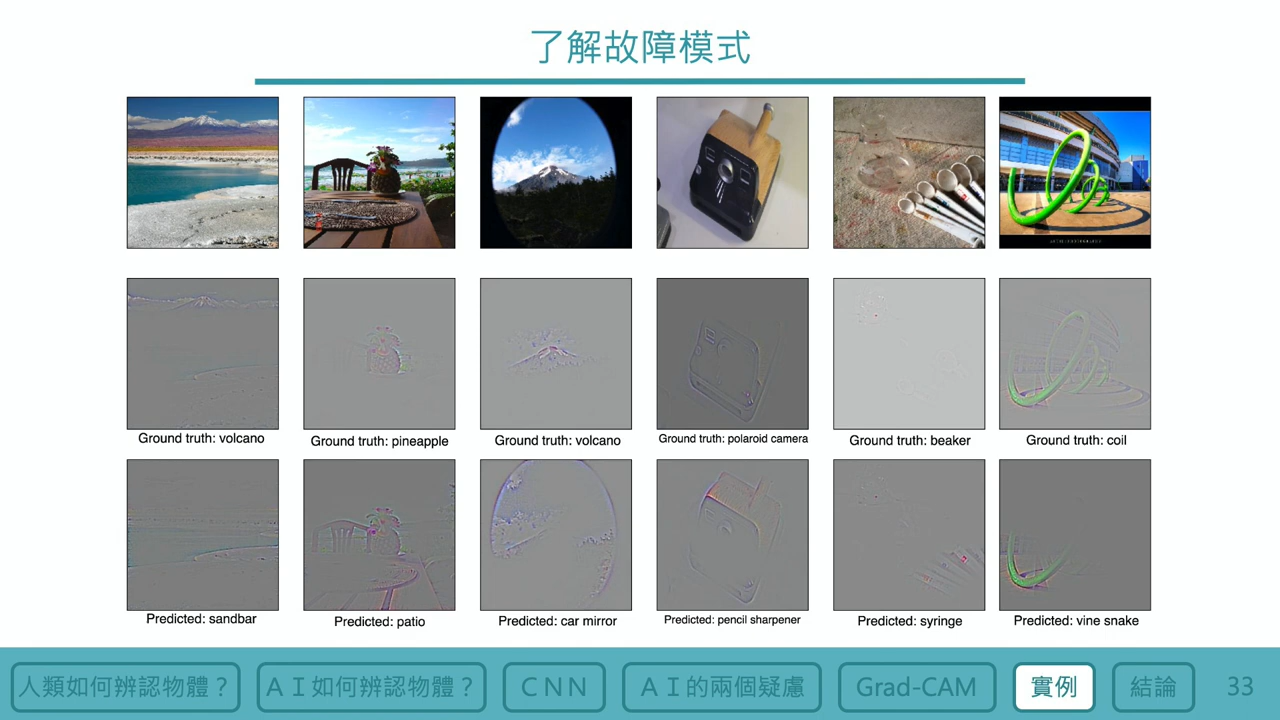 了解故障模式
Ground truth: volcano
Ground truth: pineapple
Ground truth: volcano
Ground truth: polaroid camera
Ground truth: beaker
Ground truth: coil
Predicted: sandbar
Predicted: patio
Predicted: car mirror
Predicted: pencil sharpener
Predicted: syringe
Predicted: vine snake
人類如何辨認物體？
ＡＩ如何辨認物體？
ＣＮＮ
ＡＩ的兩個疑慮
Grad-CAM
實例
結論
33